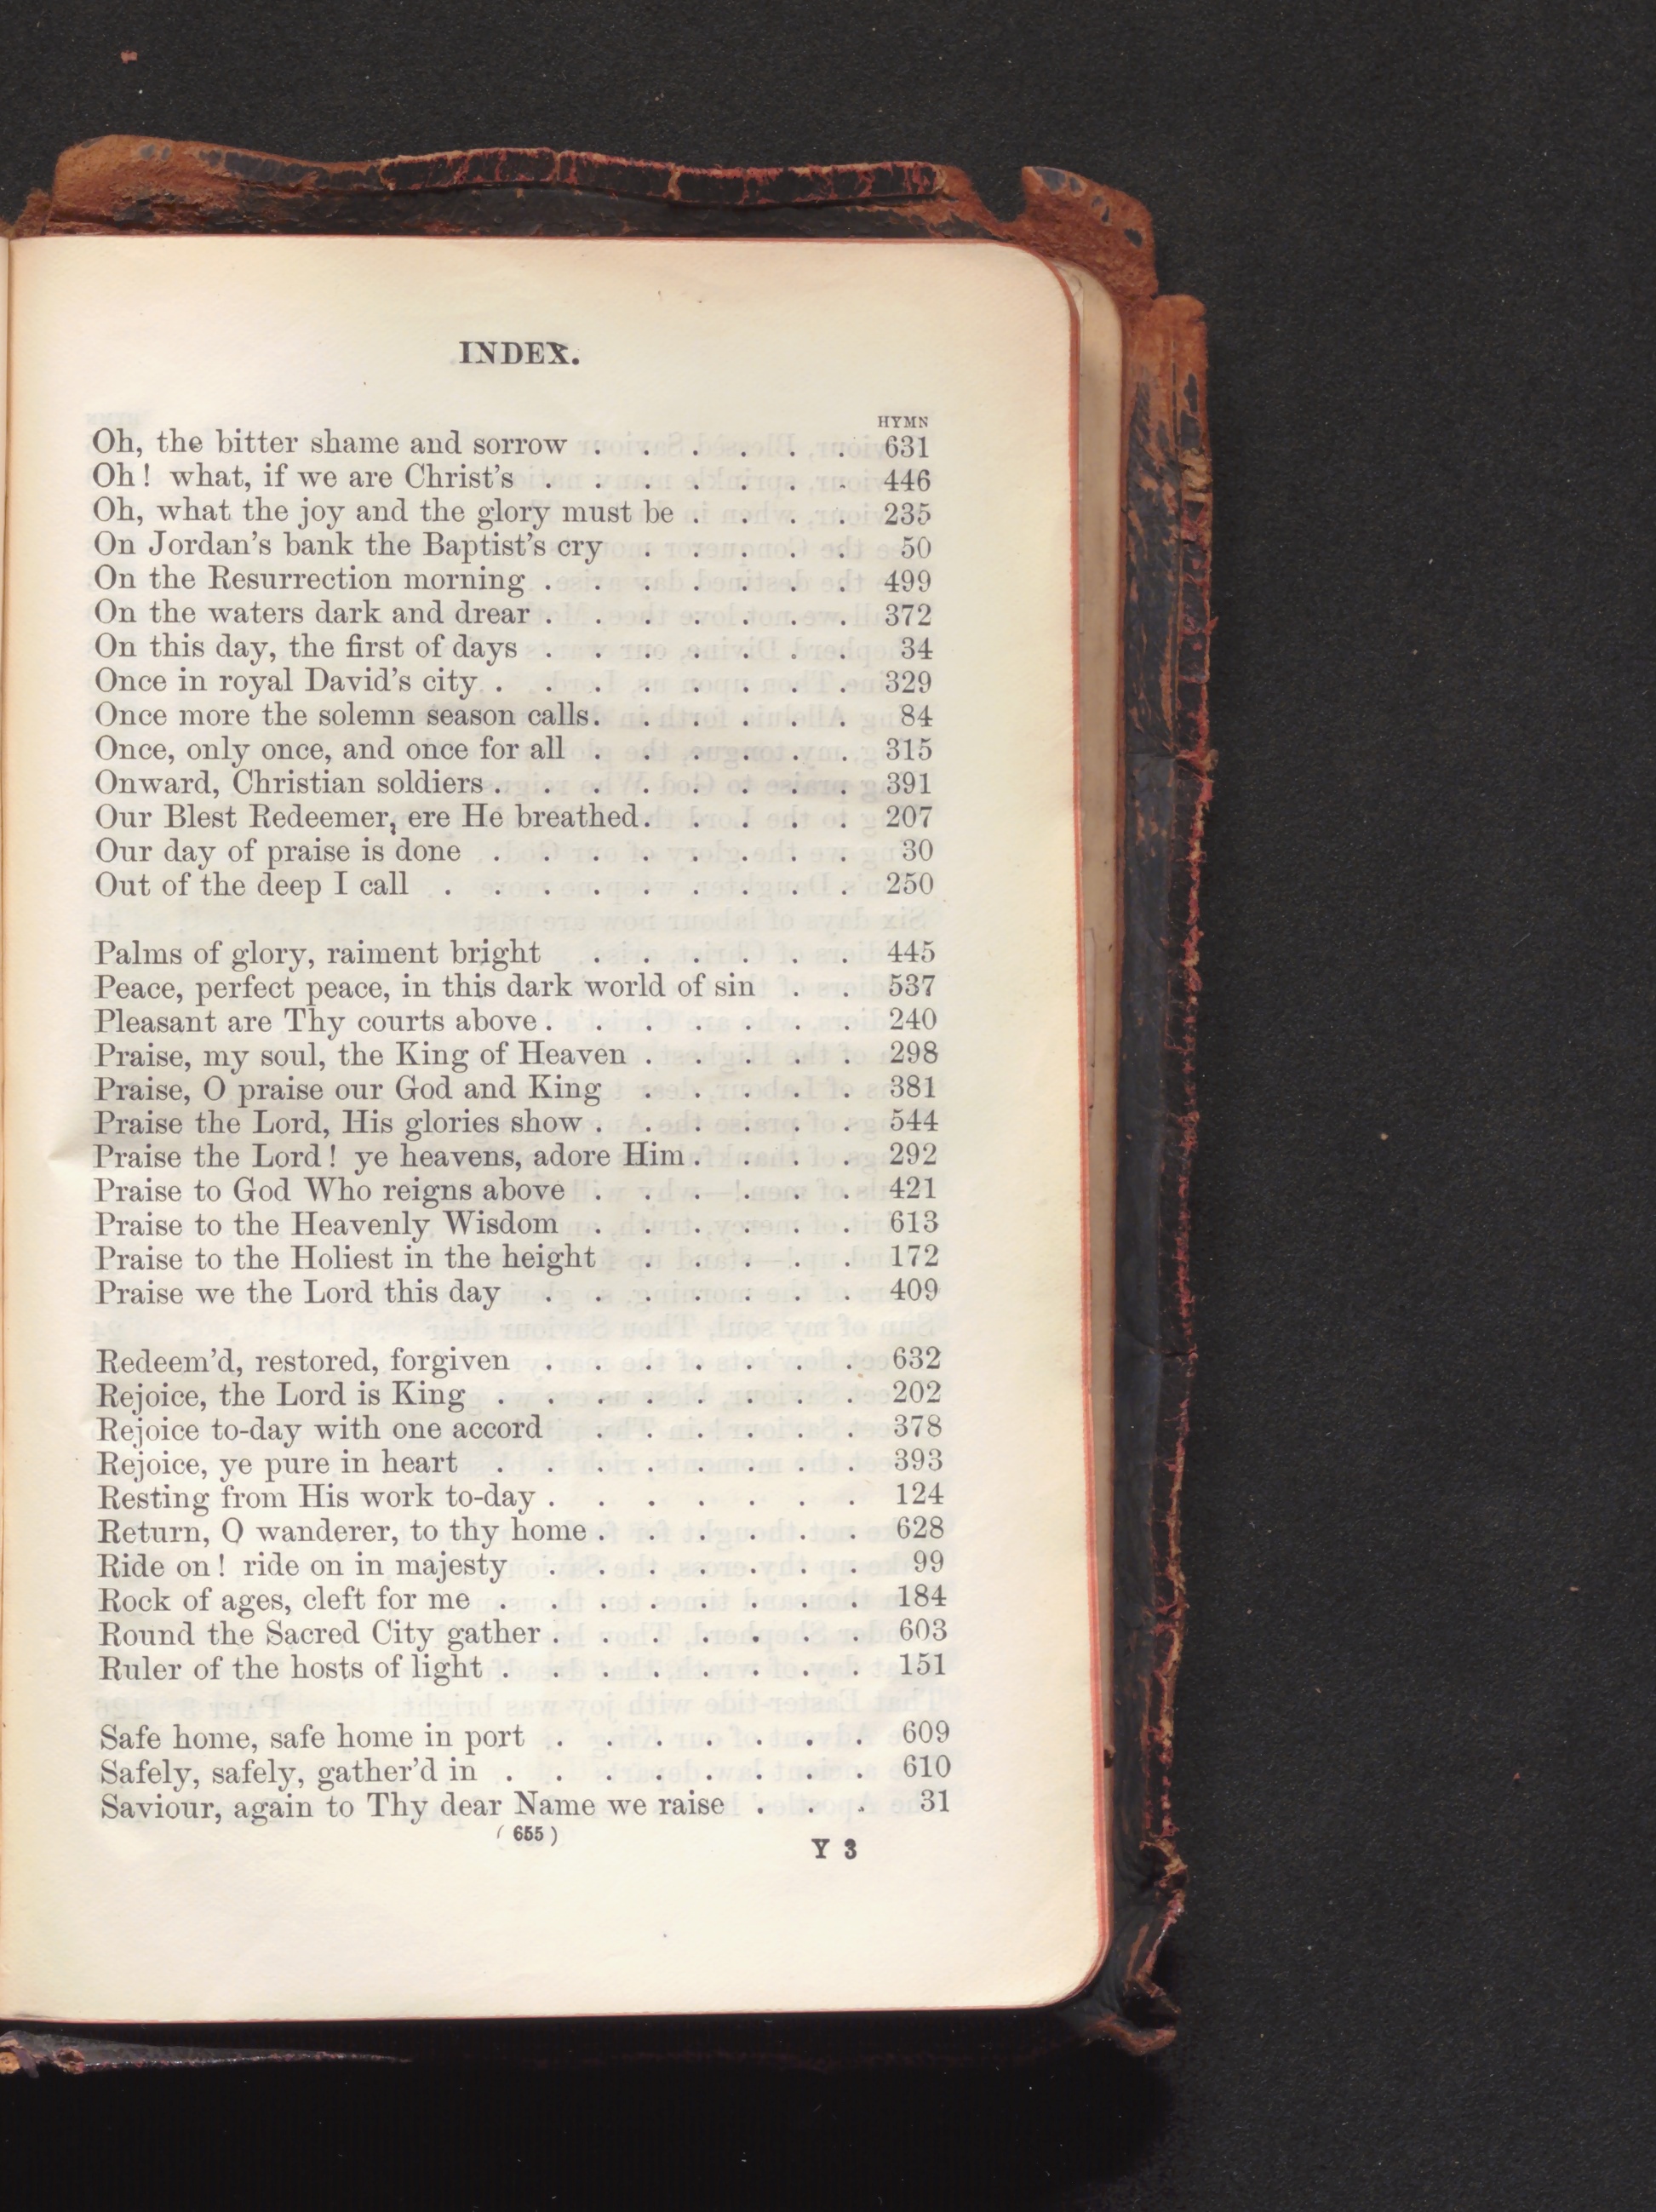 INDEX.
HYMN
Oh, the bitter shame and sorrow . . . . . . 631
Oh! what, if we are Christ's . . . . . . . 446
Oh, what the joy and the glory must be . . . . 235
On Jordan's bank the Baptist's cry . . . . . 50
On the Resurrection morning . . . . . . . 499
On the waters dark and drear . . . . . . . 372
On this day, the first of days . . . . . . . 34
Once in royal David's city . . . . . . . . 329
Once more the solemn season calls. . . . . . 84
Once, only once, and once for all . . . . . . 315
Onward, Christian soldiers . . . . . . . . 391
Our Blest Redeemer, ere He breathed. . . . . 207
Our day of praise is done . . . . . . . . 30
Out of the deep I call . . . . . . . . . 250
Palms of glory, raiment bright . . . . . . 445
Peace, perfect peace, in this dark world of sin . . 537
Pleasant are Thy courts above . . . . . . . 240
Praise, my soul, the King of Heaven . . . . . 298
Praise, O praise our God and King . . . . . 381
Praise the Lord, His glories show . . . . . . 544
Praise the Lord! ye heavens, adore Him . . . . 292
Praise to God Who reigns above . . . . . . 421
Praise to the Heavenly Wisdom . . . . . . 613
Praise to the Holiest in the height . . . . . 172
Praise we the Lord this day . . . . . . . 409
Redeem'd, restored, forgiven . . . . . . . 632
Rejoice, the Lord is King . . . . . . . . 202
Rejoice to-day with one accord . . . . . . 378
Rejoice, ye pure in heart . . . . . . . . 393
Resting from His work to-day . . . . . . . 124
Return, O wanderer, to thy home . . . . . . 628
Ride on! ride on in majesty . . . . . . . 99
Rock of ages, cleft for me . . . . . . . . 184
Round the Sacred City gather . . . . . . . 603
Ruler of the hosts of light . . . . . . . . 151
Safe home, safe home in port . . . . . . . 609
Safely, safely, gather'd in . . . . . . . . 610
Saviour, again to Thy dear Name we raise . . . 31
( 655 )
Y 3